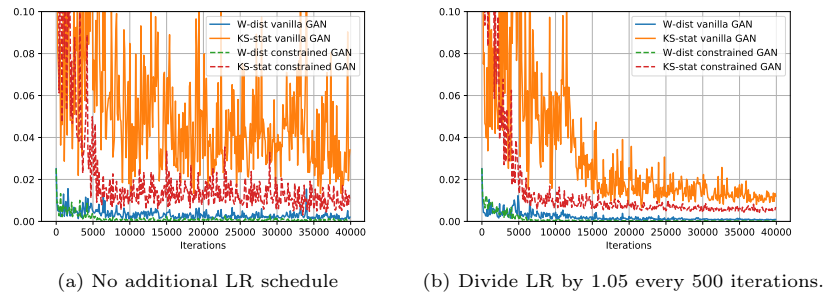 0.10
0.08
0.06
0.04
0.02
0.00
0 5000 10000 15000 20000 25000 30000 35000 40000
Iterations
W-dist vanilla GAN
KS-stat vanilla GAN
W-dist constrained GAN
KS-stat constrained GAN
(a) No additional LR schedule
0.10
0.08
0.06
0.04
0.02
0.00
0 5000 10000 15000 20000 25000 30000 35000 40000
Iterations
W-dist vanilla GAN
KS-stat vanilla GAN
W-dist constrained GAN
KS-stat constrained GAN
(b) Divide LR by 1.05 every 500 iterations.